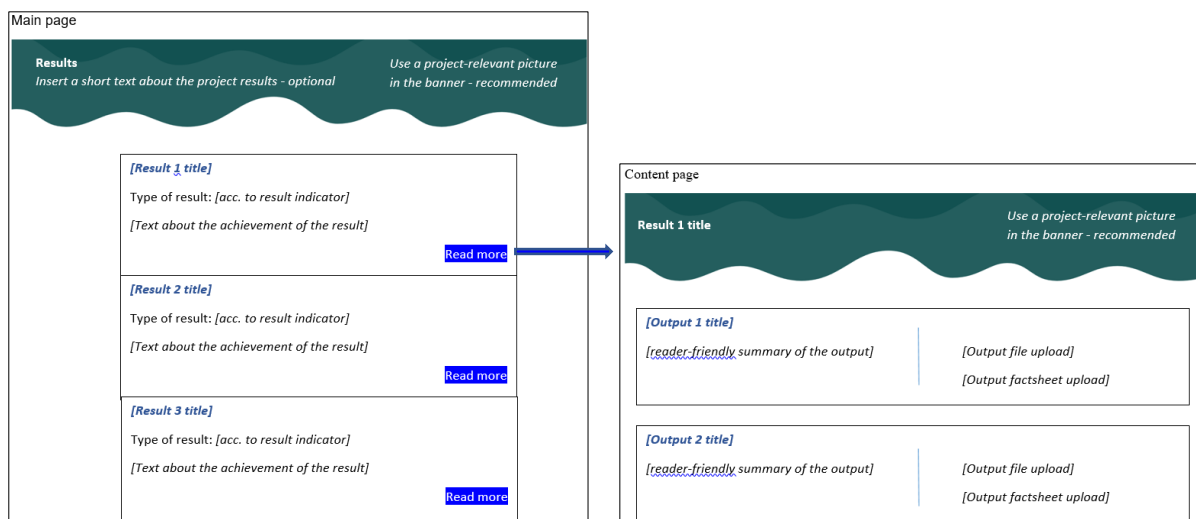 Main page
Results
Insert a short text about the project results - optional
Use a project-relevant picture
in the banner - recommended
[Result 1 title]
Type of result: [acc. to result indicator]
[Text about the achievement of the result]
Read more
[Result 2 title]
Type of result: [acc. to result indicator]
[Text about the achievement of the result]
Read more
[Result 3 title]
Type of result: [acc. to result indicator]
[Text about the achievement of the result]
Read more
Content page
Result 1 title
Use a project-relevant picture
in the banner - recommended
[Output 1 title]
[reader-friendly summary of the output]
[Output file upload]
[Output factsheet upload]
[Output 2 title]
[reader-friendly summary of the output]
[Output file upload]
[Output factsheet upload]